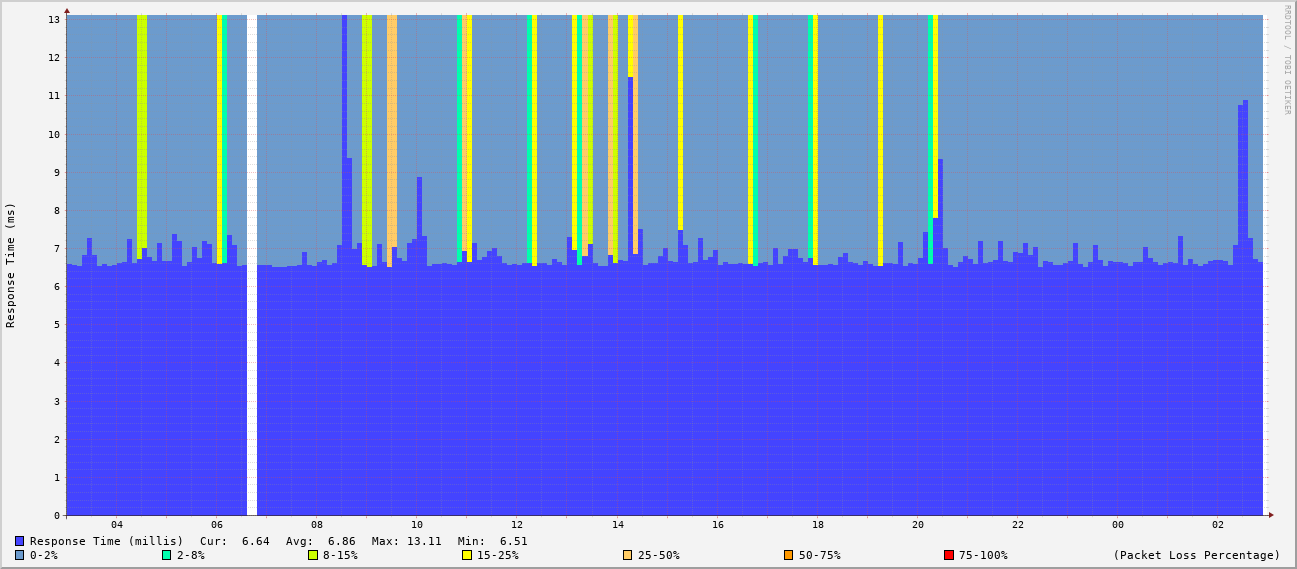 RRDTOOL / TOBI OETIKER
Response Time (ms)
13
12
11
10
9
8
7
6
5
4
3
2
1
0
04 06 08 10 12 14 16 18 20 22 00 02
Response Time (millis) Cur: 6.64 Avg: 6.86 Max: 13.11 Min: 6.51
0-2% 2-8% 8-15% 15-25% 25-50% 50-75% 75-100% (Packet Loss Percentage)